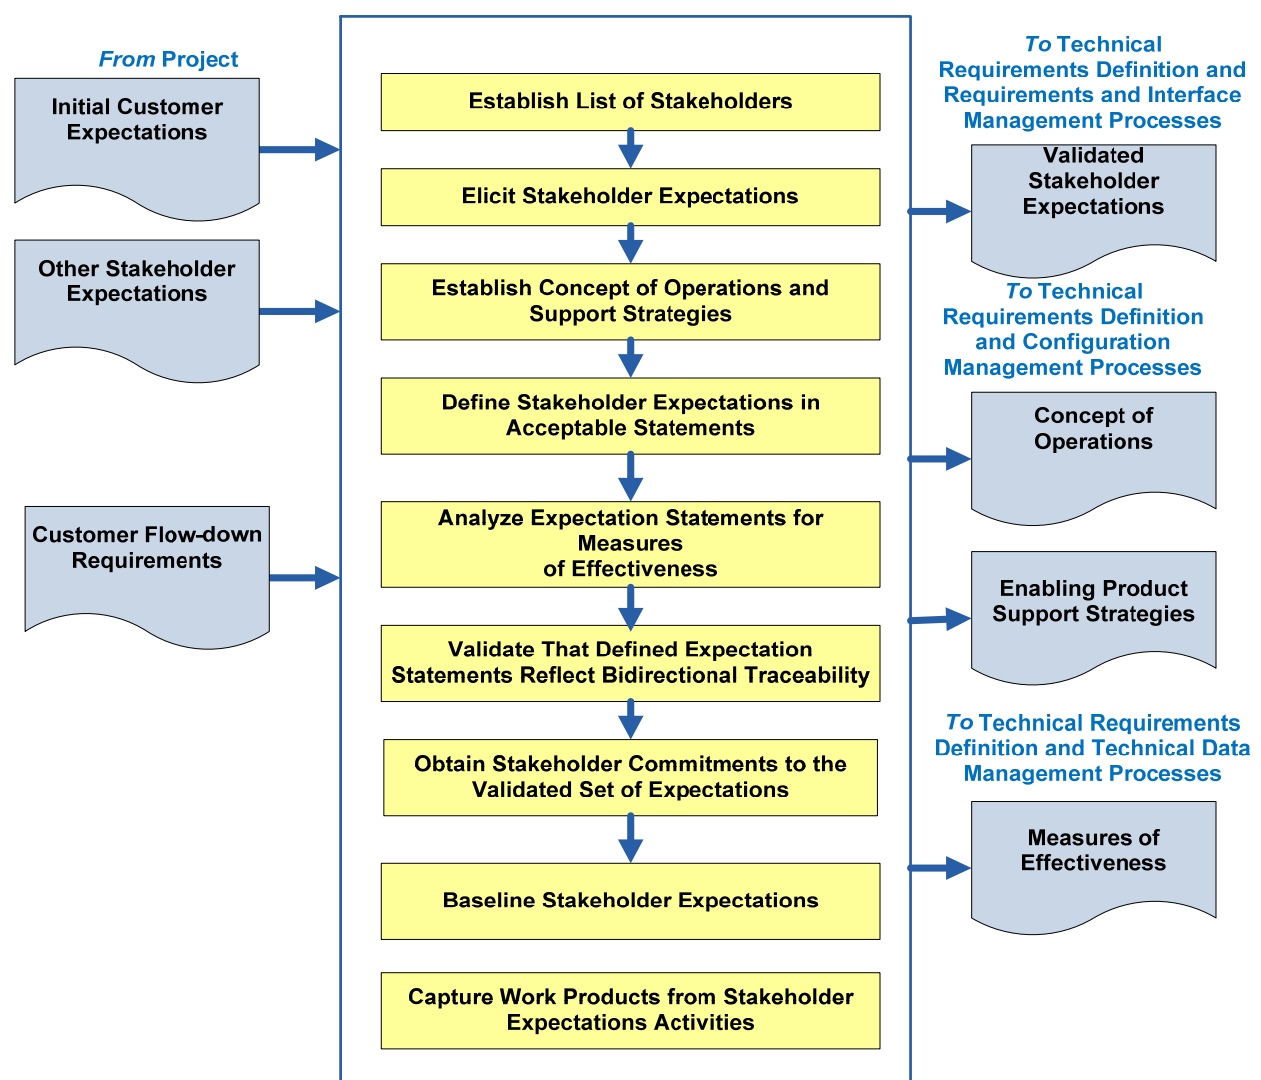 From Project
Initial Customer
Expectations
Other Stakeholder
Expectations
Customer Flow-down
Requirements
Establish List of Stakeholders
Elicit Stakeholder Expectations
Establish Concept of Operations and
Support Strategies
Define Stakeholder Expectations in
Acceptable Statements
Analyze Expectation Statements for
Measures
of Effectiveness
Validate That Defined Expectation
Statements Reflect Bidirectional Traceability
Obtain Stakeholder Commitments to the
Validated Set of Expectations
Baseline Stakeholder Expectations
Capture Work Products from Stakeholder
Expectations Activities
To Technical
Requirements Definition and
Requirements and Interface
Management Processes
Validated
Stakeholder
Expectations
To Technical
Requirements Definition
and Configuration
Management Processes
Concept of
Operations
Enabling Product
Support Strategies
To Technical Requirements
Definition and Technical Data
Management Processes
Measures of
Effectiveness